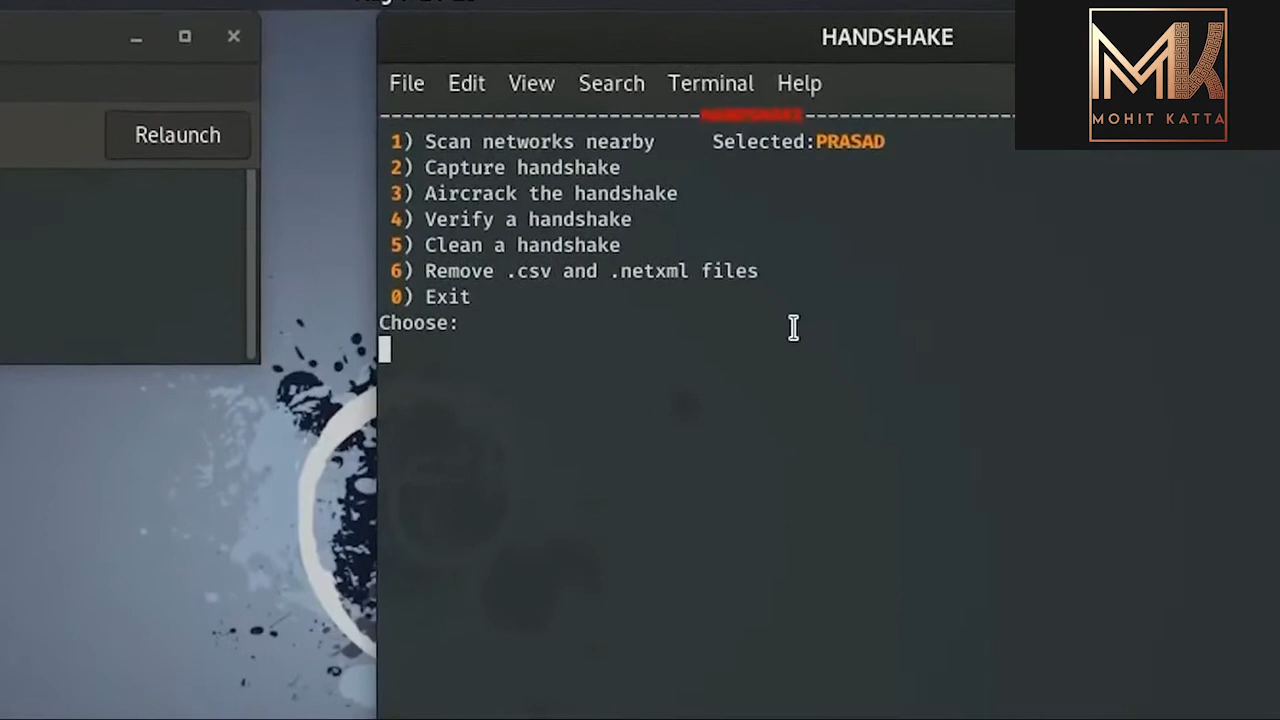 HANDSHAKE
MK
MOHIT KATTA
File Edit View Search Terminal Help
Relaunch
HANDSHAKE
1) Scan networks nearby Selected:PRASAD
2) Capture handshake
3) Aircrack the handshake
4) Verify a handshake
5) Clean a handshake
6) Remove .csv and .netxml files
0) Exit
Choose: